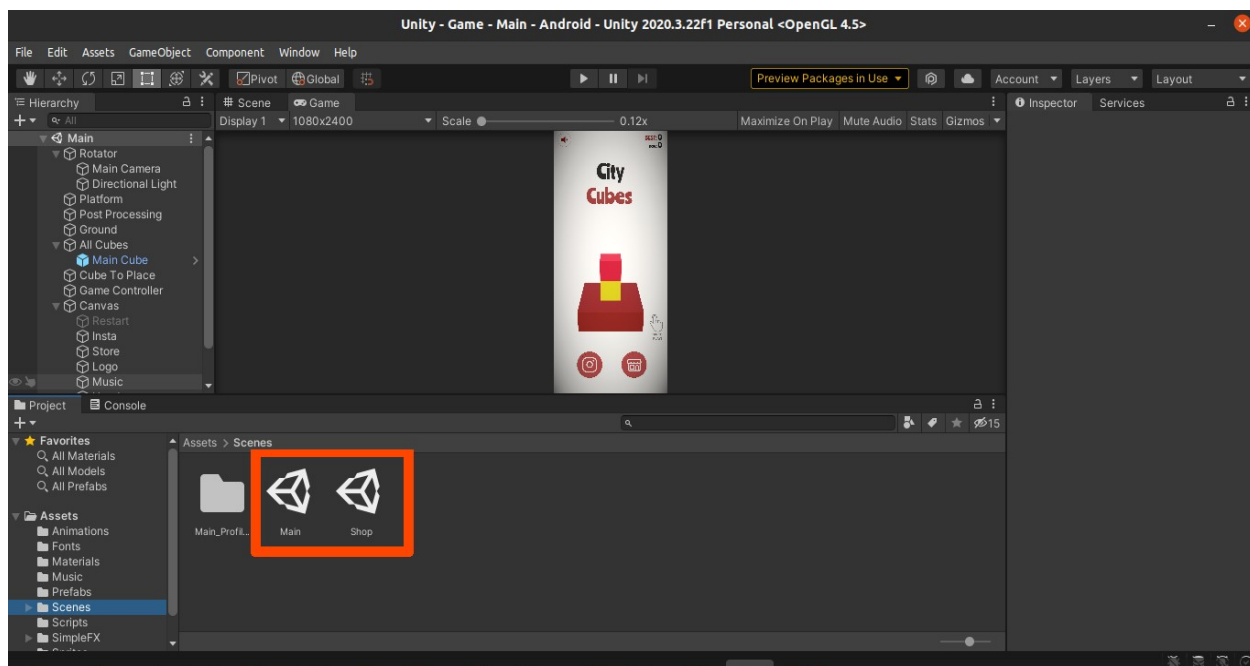 Unity - Game - Main - Android - Unity 2020.3.22f1 Personal <OpenGL 4.5>
File Edit Assets GameObject Component Window Help
Pivot Global Preview Packages in Use Account Layers Layout
Hierarchy Scene Game Inspector Services
All Display 1 1080x2400 Scale 0.12x Maximize On Play Mute Audio Stats Gizmos
Main
Rotator
Main Camera
Directional Light
Platform
Post Processing
Ground
All Cubes
Main Cube
Cube To Place
Game Controller
Canvas
Restart
Insta
Store
Logo
Music
City
Cubes
Project Console
15
Favorites
All Materials
All Models
All Prefabs
Assets
Animations
Fonts
Materials
Music
Prefabs
Scenes
Scripts
SimpleFX
Assets > Scenes
Main_Profil... Main Shop